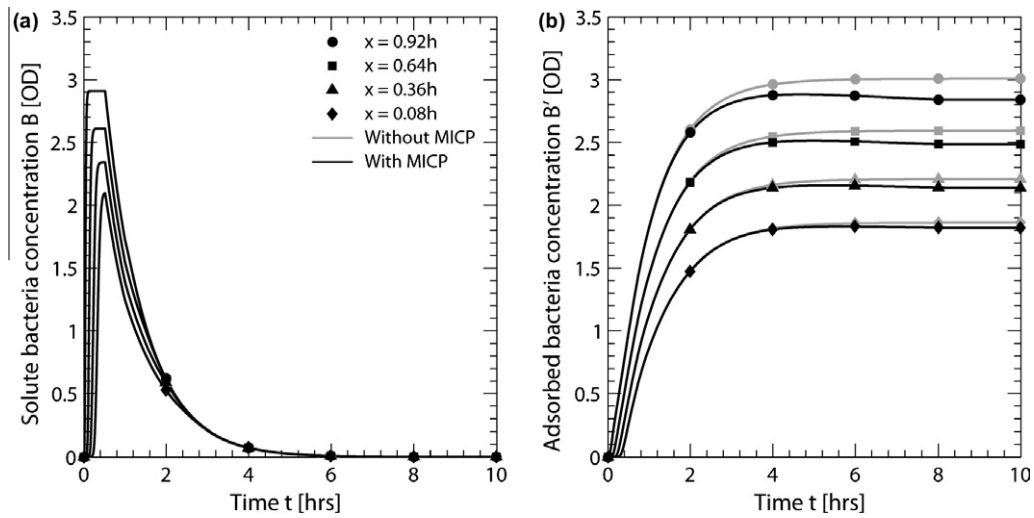 (a)
Solute bacteria concentration B [OD]
3.5
3
2.5
2
1.5
1
0.5
0
0 2 4 6 8 10
Time t [hrs]
x = 0.92h
x = 0.64h
x = 0.36h
x = 0.08h
Without MICP
With MICP
(b)
Adsorbed bacteria concentration B' [OD]
3.5
3
2.5
2
1.5
1
0.5
0
0 2 4 6 8 10
Time t [hrs]